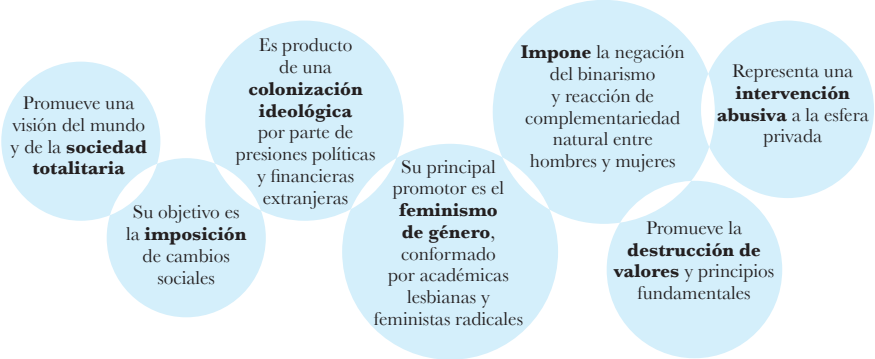 Promueve una
visión del mundo
y de la sociedad
totalitaria
Su objetivo es
la imposición
de cambios
sociales
Es producto
de una
colonización
ideológica
por parte de
presiones políticas
y financieras
extranjeras
Su principal
promotor es el
feminismo
de género,
conformado
por académicas
lesbianas y
feministas radicales
Impone la negación
del binarismo
y reacción de
complementariedad
natural entre
hombres y mujeres
Promueve la
destrucción de
valores y principios
fundamentales
Representa una
intervención
abusiva a la esfera
privada